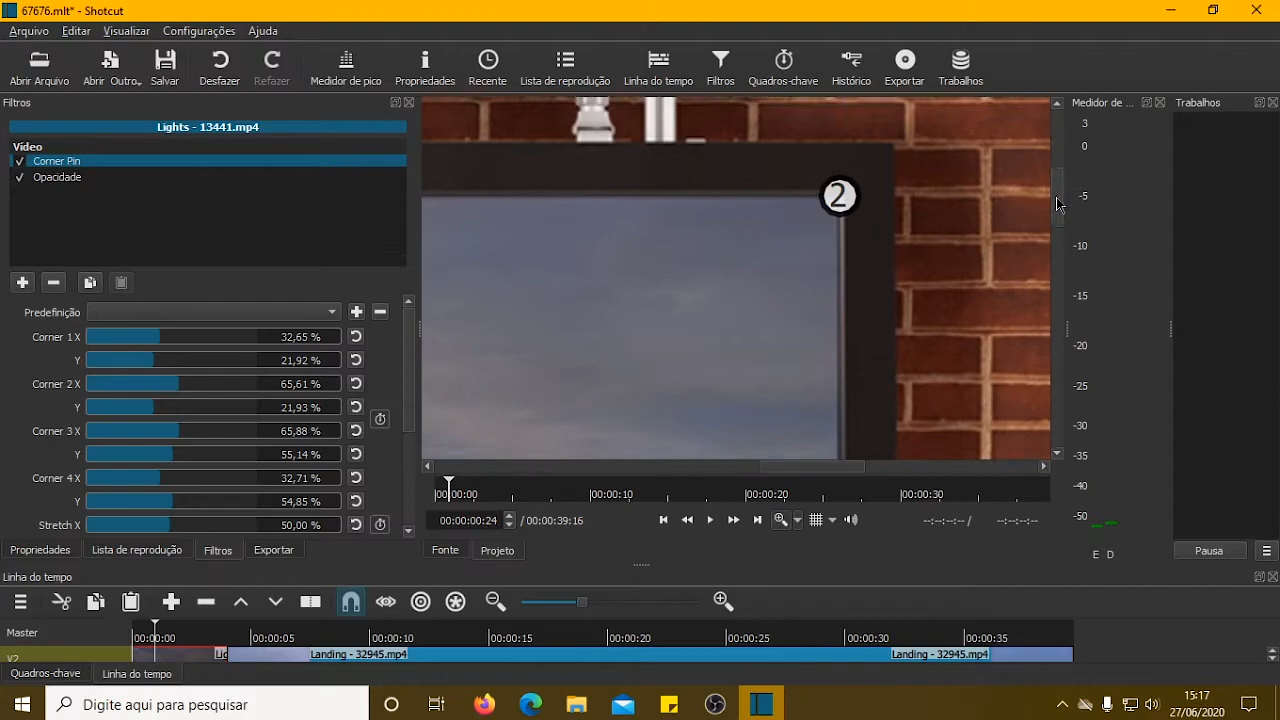 67676.mlt* - Shotcut
Arquivo Editar Visualizar Configurações Ajuda
Abrir Arquivo Abrir Outro... Salvar Desfazer Refazer Medidor de pico Propriedades Recente Lista de reprodução Linha do tempo Filtros Quadros-chave Histórico Exportar Trabalhos
Filtros
Lights - 13441.mp4
Vídeo
Corner Pin
Opacidade
Predefinição
Corner 1 X 32,65 %
Y 21,92 %
Corner 2 X 65,61 %
Y 21,93 %
Corner 3 X 65,88 %
Y 55,14 %
Corner 4 X 32,71 %
Y 54,85 %
Stretch X 50,00 %
Propriedades Lista de reprodução Filtros Exportar
2
00:00:00 00:00:10 00:00:20 00:00:30
00:00:00:24 / 00:00:39:16 --:--:--:-- / --:--:--:--
Fonte Projeto
Medidor de ...
3
0
-5
-10
-15
-20
-25
-30
-35
-40
-50
E D
Trabalhos
Pausa
Linha do tempo
Master 00:00:00 00:00:05 00:00:10 00:00:15 00:00:20 00:00:25 00:00:30 00:00:35
V2 Lig Landing - 32945.mp4 Landing - 32945.mp4
Quadros-chave Linha do tempo
Digite aqui para pesquisar
15:17
27/06/2020